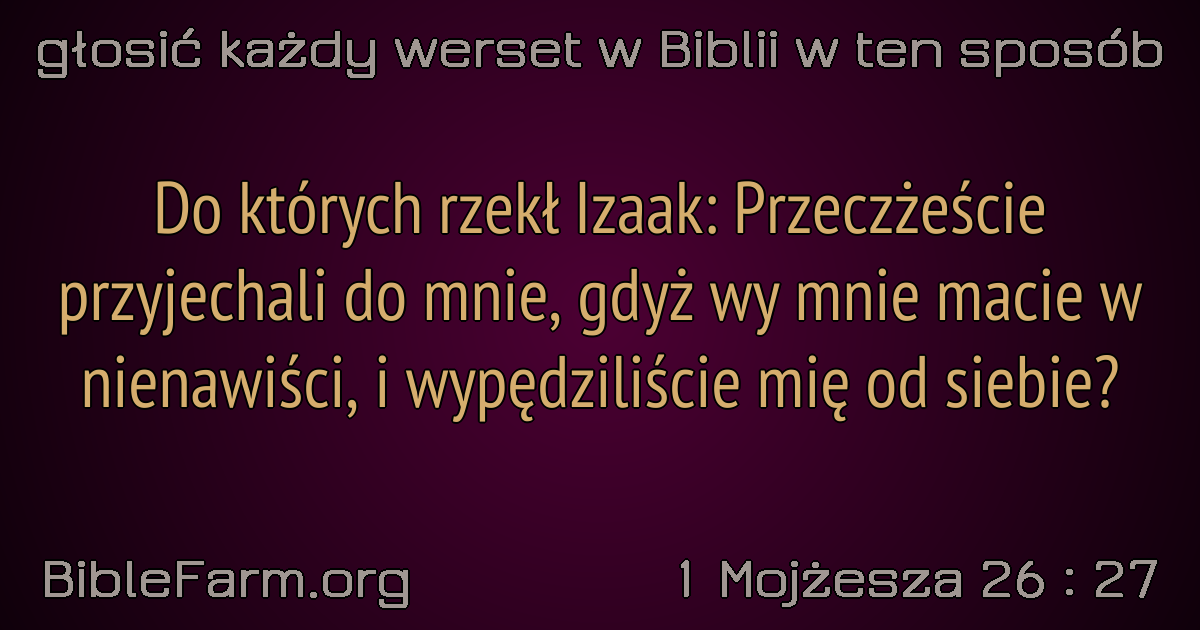 głosić każdy werset w Biblii w ten sposób
Do których rzekł Izaak: Przeczżeście
przyjechali do mnie, gdyż wy mnie macie w
nienawiści, i wypędziliście mię od siebie?
BibleFarm.org
1 Mojżesza 26 : 27